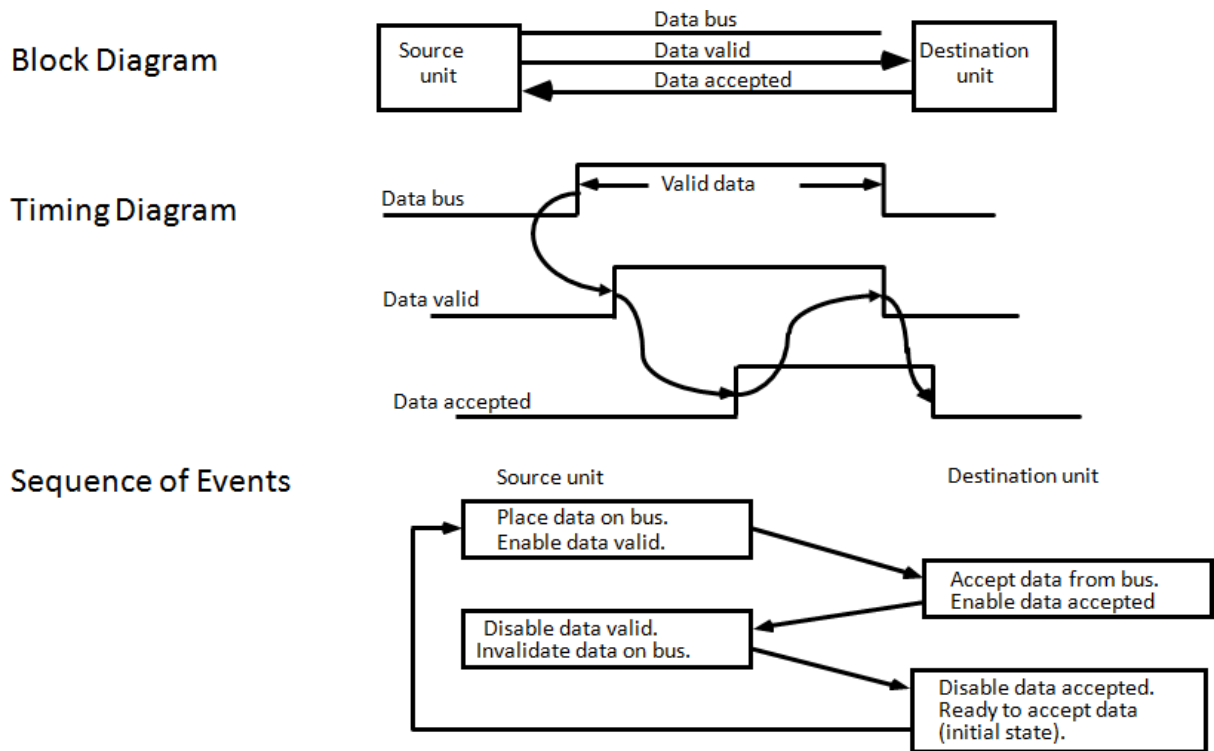 Block Diagram
Source
unit
Data bus
Data valid
Data accepted
Destination
unit
Timing Diagram
Data bus
Valid data
Data valid
Data accepted
Sequence of Events
Source unit
Destination unit
Place data on bus.
Enable data valid.
Accept data from bus.
Enable data accepted
Disable data valid.
Invalidate data on bus.
Disable data accepted.
Ready to accept data
(initial state).